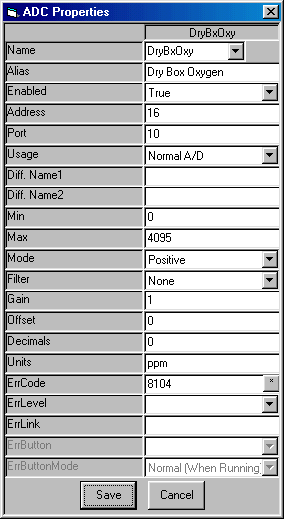 ADC Properties
DryBxOxy
Name DryBxOxy
Alias Dry Box Oxygen
Enabled True
Address 16
Port 10
Usage Normal A/D
Diff. Name1
Diff. Name2
Min 0
Max 4095
Mode Positive
Filter None
Gain 1
Offset 0
Decimals 0
Units ppm
ErrCode 8104 *
ErrLevel
ErrLink
ErrButton
ErrButtonMode Normal (When Running)
Save Cancel